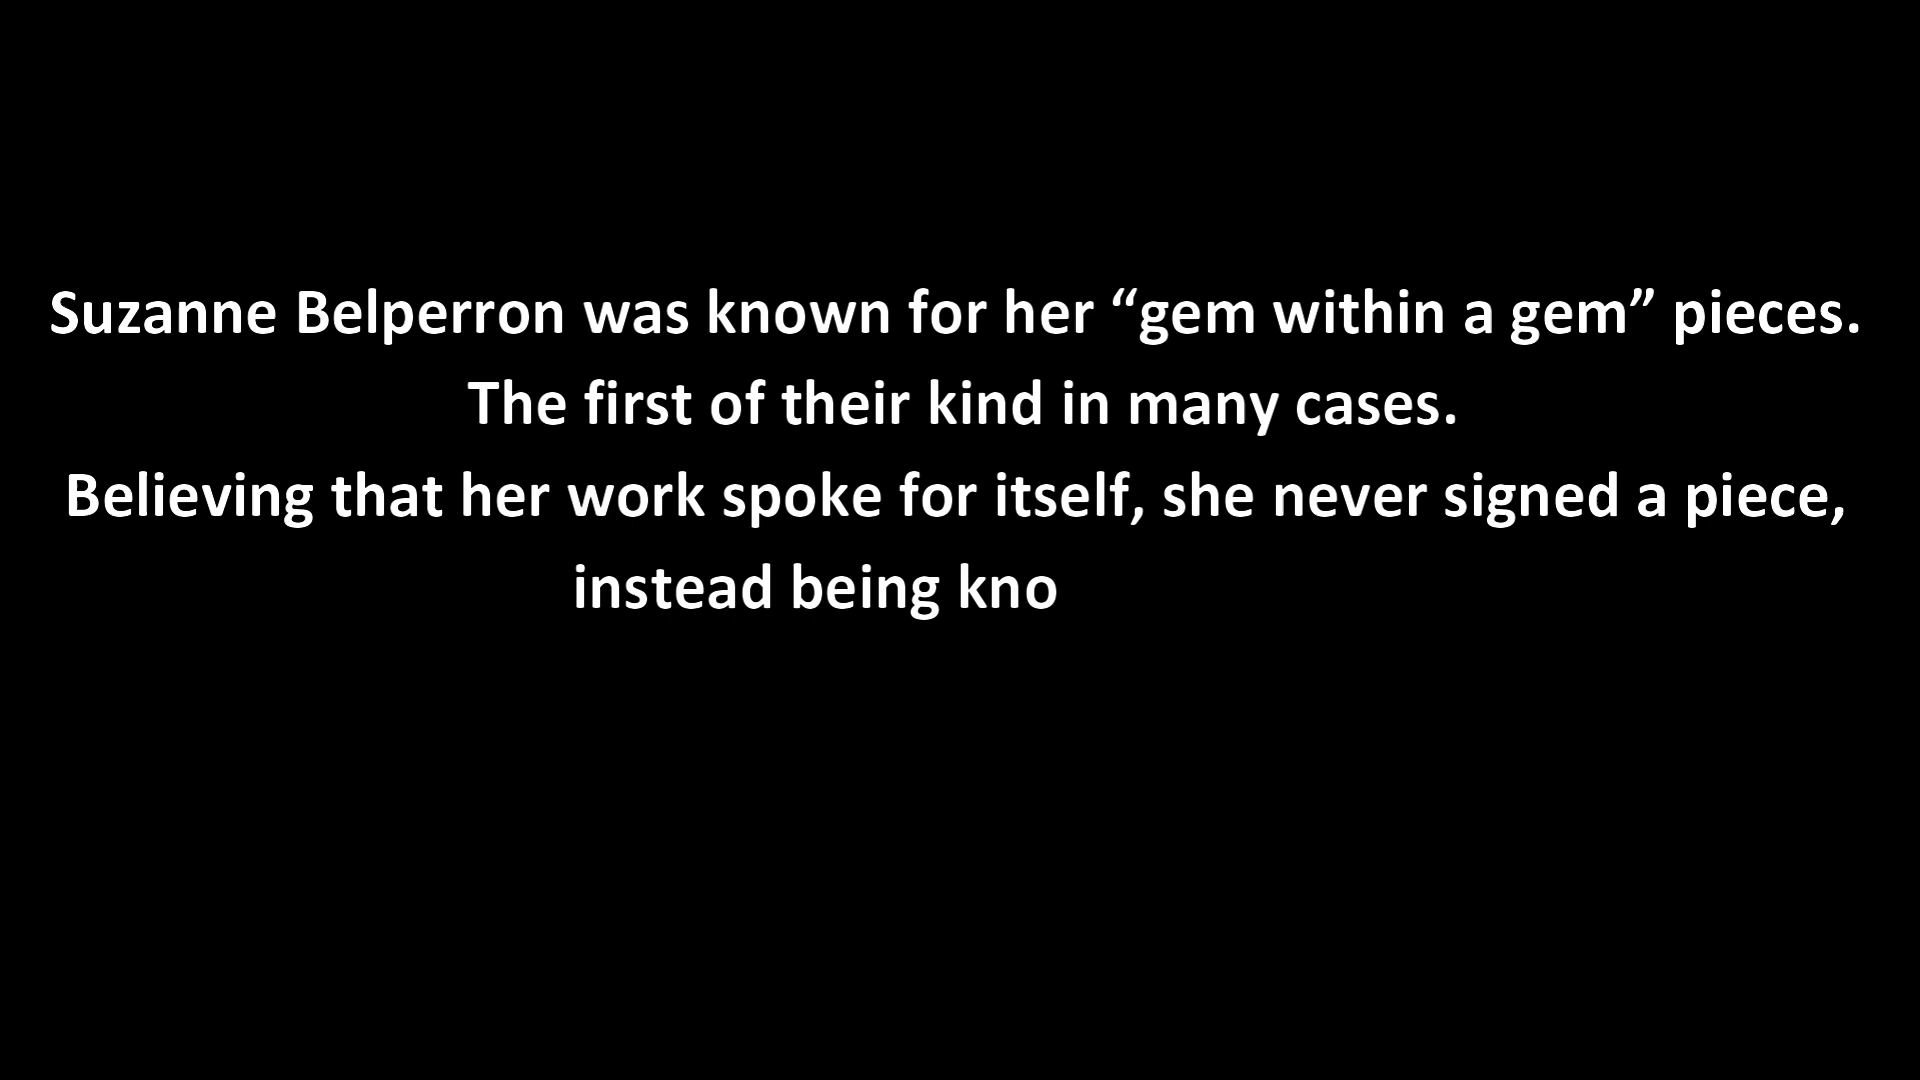 Suzanne Belperron was known for her “gem within a gem” pieces.
The first of their kind in many cases.
Believing that her work spoke for itself, she never signed a piece,
instead being kno